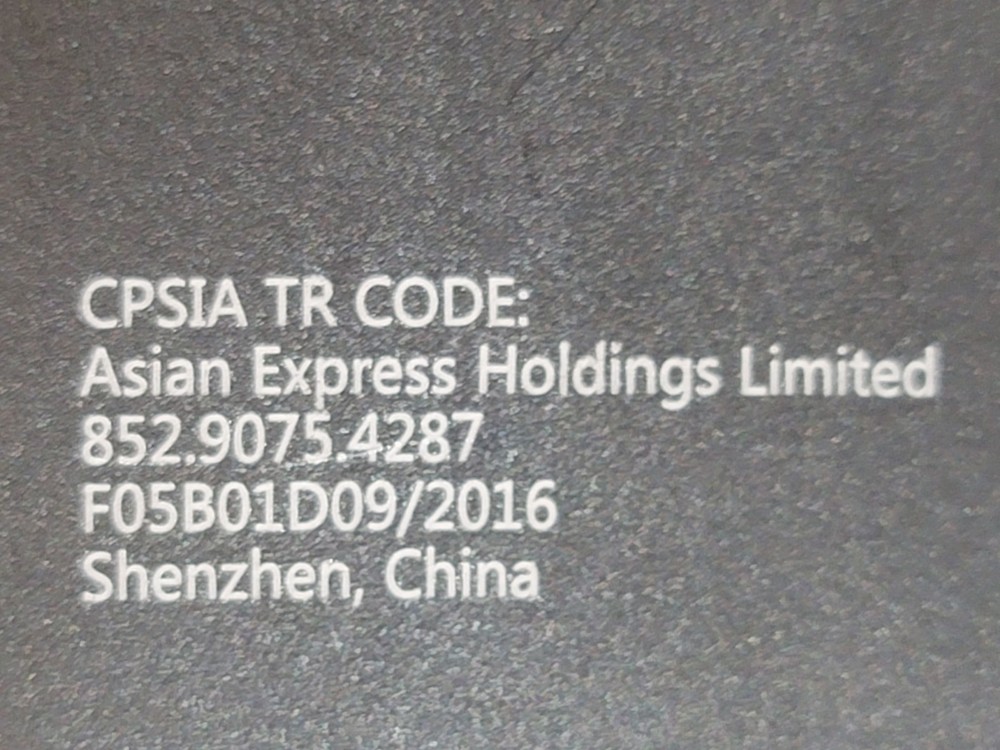 CPSIA TR CODE:
Asian Express Holdings Limited
852.9075.4287
F05B01D09/2016
Shenzhen, China